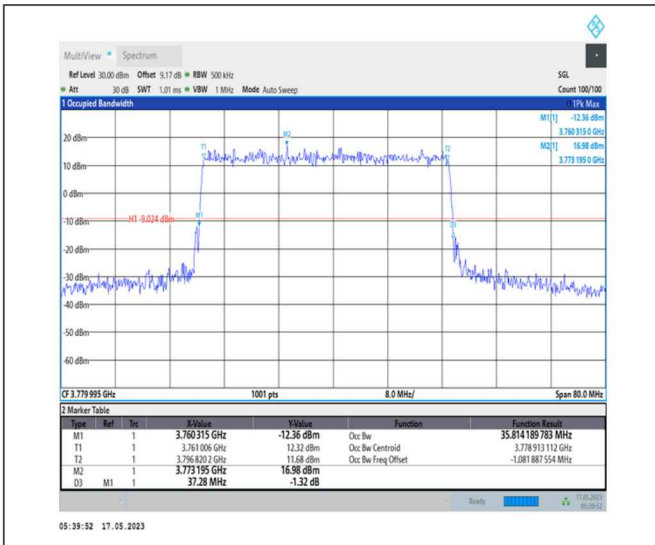 MultiView Spectrum
Ref Level 30.00 dBm Offset 9.17 dB RBW 500 kHz SGL
Att 30 dB SWT 1.01 ms VBW 1 MHz Mode Auto Sweep Count 100/100
1 Occupied Bandwidth 1Pk Max
M1[1] -12.36 dBm
3.760 315 0 GHz
M2[1] 16.98 dBm
3.773 195 0 GHz
20 dBm
M2
T1
T2
10 dBm
0 dBm
H1 -9.024 dBm
M1
-10 dBm
D3
-20 dBm
-30 dBm
-40 dBm
-50 dBm
-60 dBm
CF 3.779 995 GHz 1001 pts 8.0 MHz/ Span 80.0 MHz
2 Marker Table
Type Ref Trc X-Value Y-Value Function Function Result
M1 1 3.760 315 GHz -12.36 dBm Occ Bw 35.814 189 783 MHz
T1 1 3.761 006 GHz 12.32 dBm Occ Bw Centroid 3.778 913 112 GHz
T2 1 3.796 820 2 GHz 11.68 dBm Occ Bw Freq Offset -1.081 887 554 MHz
M2 1 3.773 195 GHz 16.98 dBm
D3 M1 1 37.28 MHz -1.32 dB
Ready 17.05.2023
05:39:52
05:39:52 17.05.2023